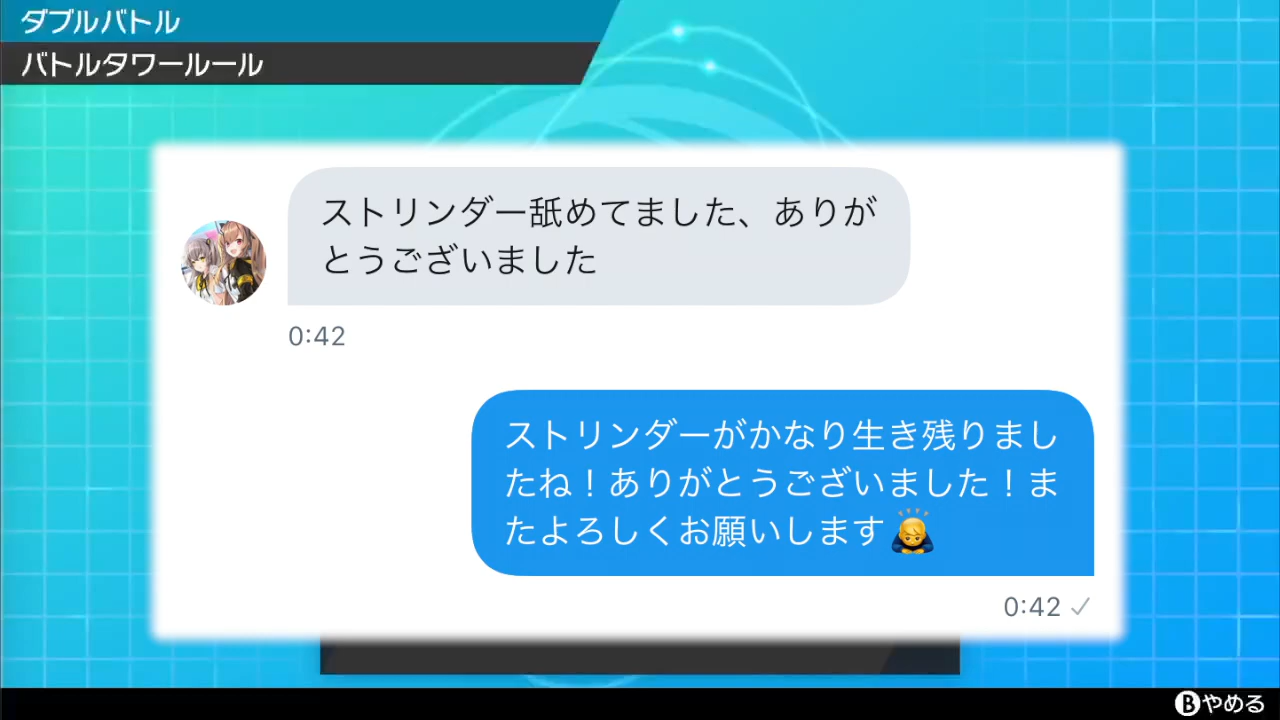 ダブルバトル
バトルタワールール
ストリンダー舐めてました、ありが
とうございました
0:42
ストリンダーがかなり生き残りまし
たね！ありがとうございました！ま
たよろしくお願いします🙇
0:42 ✓
Bやめる